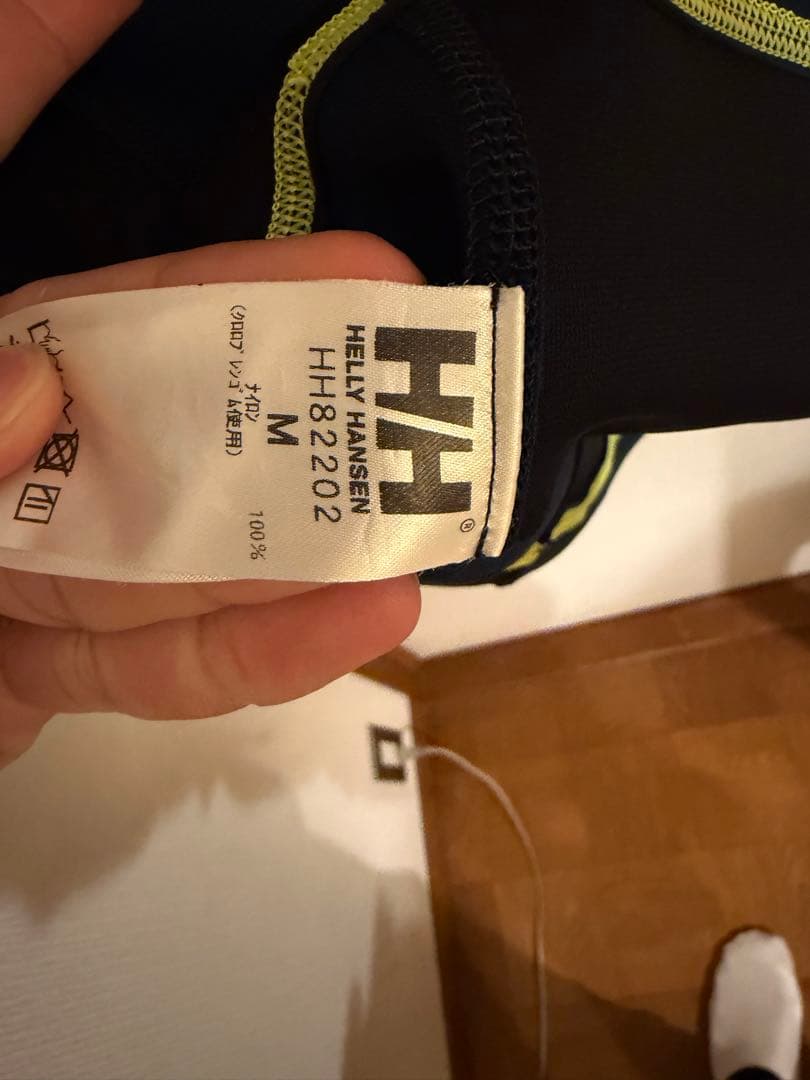 HH
®
HELLY HANSEN
HH82202
M
ナイロン 100%
(クロロプレンゴム使用)